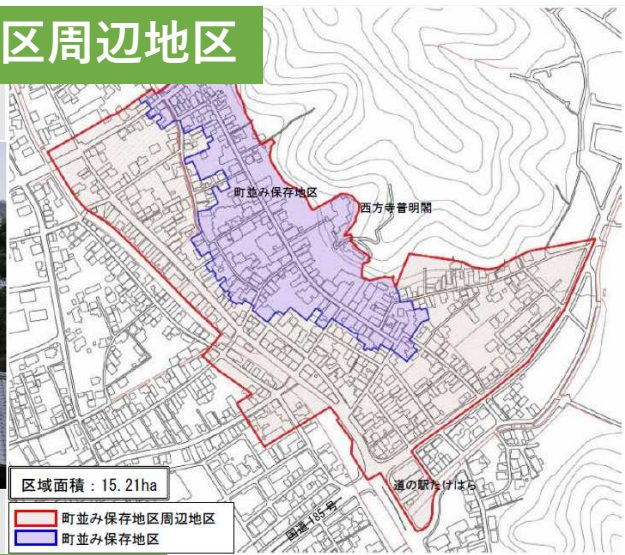 区周辺地区
町並み保存地区
西方寺普明閣
区域面積：15.21ha
道の駅たけはら
町並み保存地区周辺地区
国道185号
町並み保存地区